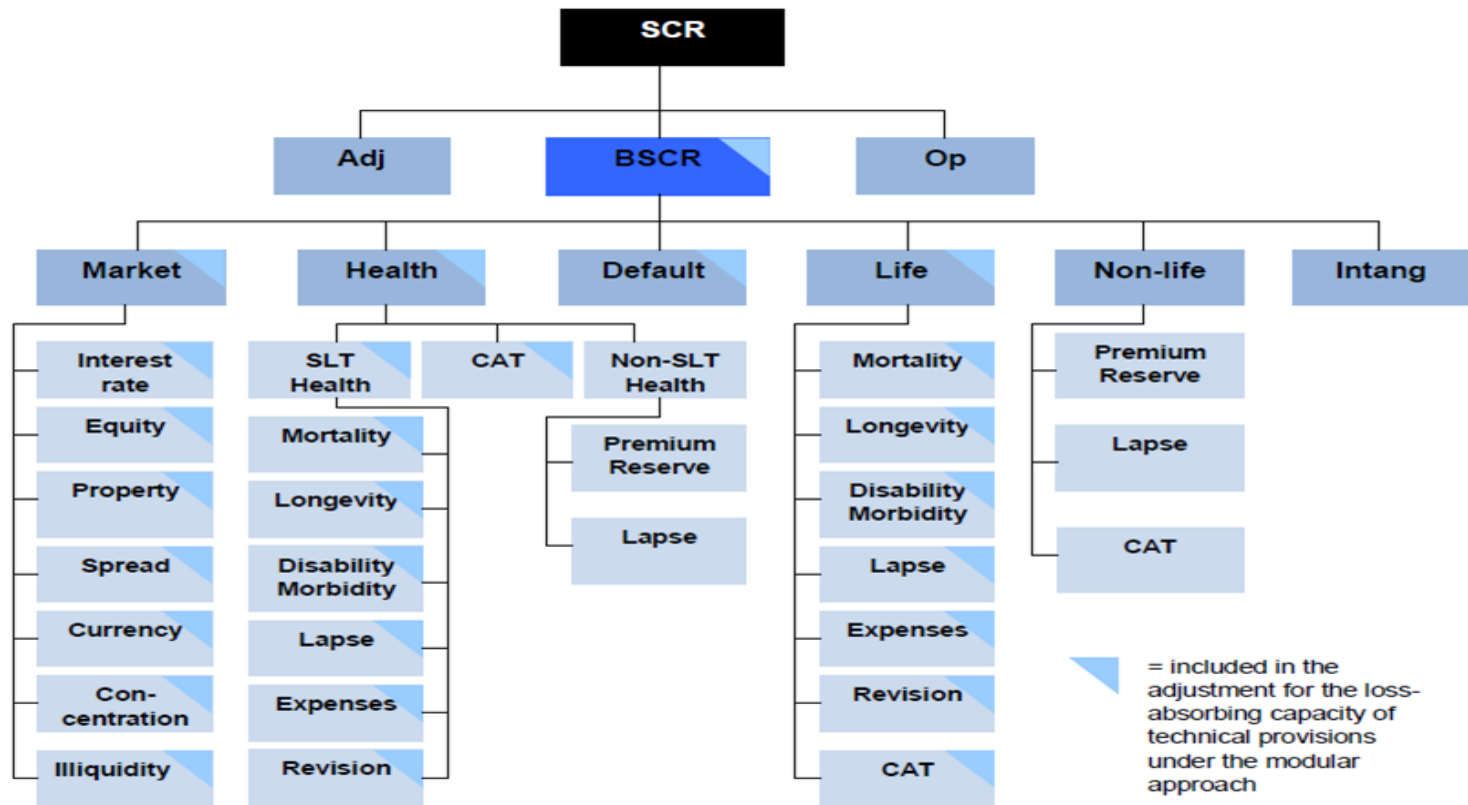 SCR
Adj
BSCR
Op
Market
Health
Default
Life
Non-life
Intang
Interest
rate
Equity
Property
Spread
Currency
Con-
centration
Illiquidity
SLT
Health
Mortality
Longevity
Disability
Morbidity
Lapse
Expenses
Revision
CAT
Non-SLT
Health
Premium
Reserve
Lapse
Mortality
Longevity
Disability
Morbidity
Lapse
Expenses
Revision
CAT
Premium
Reserve
Lapse
CAT
= included in the
adjustment for the loss-
absorbing capacity of
technical provisions
under the modular
approach